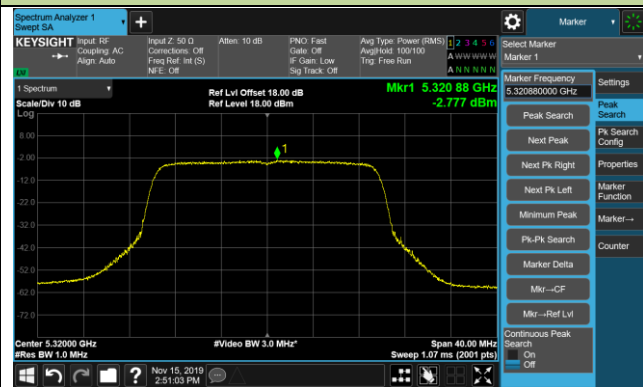 Spectrum Analyzer 1
Swept SA
Marker
KEYSIGHT
Input: RF
Coupling: AC
Align: Auto
Input Z: 50 Ω
Corrections: Off
Freq Ref: Int (S)
NFE: Off
Atten: 10 dB
PNO: Fast
Gate: Off
IF Gain: Low
Sig Track: Off
Avg Type: Power (RMS)
Avg|Hold: 100/100
Trig: Free Run
1 2 3 4 5 6
A W W W W W
A N N N N N
LXI
Select Marker
Marker 1
1 Spectrum
Scale/Div 10 dB
Log
Ref Lvl Offset 18.00 dB
Ref Level 18.00 dBm
Mkr1 5.320 88 GHz
-2.777 dBm
Marker Frequency
5.320880000 GHz
Peak Search
Next Peak
Next Pk Right
Next Pk Left
Minimum Peak
Pk-Pk Search
Marker Delta
Mkr→CF
Mkr→Ref Lvl
Continuous Peak
Search
On
Off
Settings
Peak
Search
Pk Search
Config
Properties
Marker
Function
Marker→
Counter
8.00
-2.00
-12.0
-22.0
-32.0
-42.0
-52.0
-62.0
-72.0
1
Center 5.32000 GHz
#Res BW 1.0 MHz
#Video BW 3.0 MHz*
Span 40.00 MHz
Sweep 1.07 ms (2001 pts)
Nov 15, 2019
2:51:03 PM